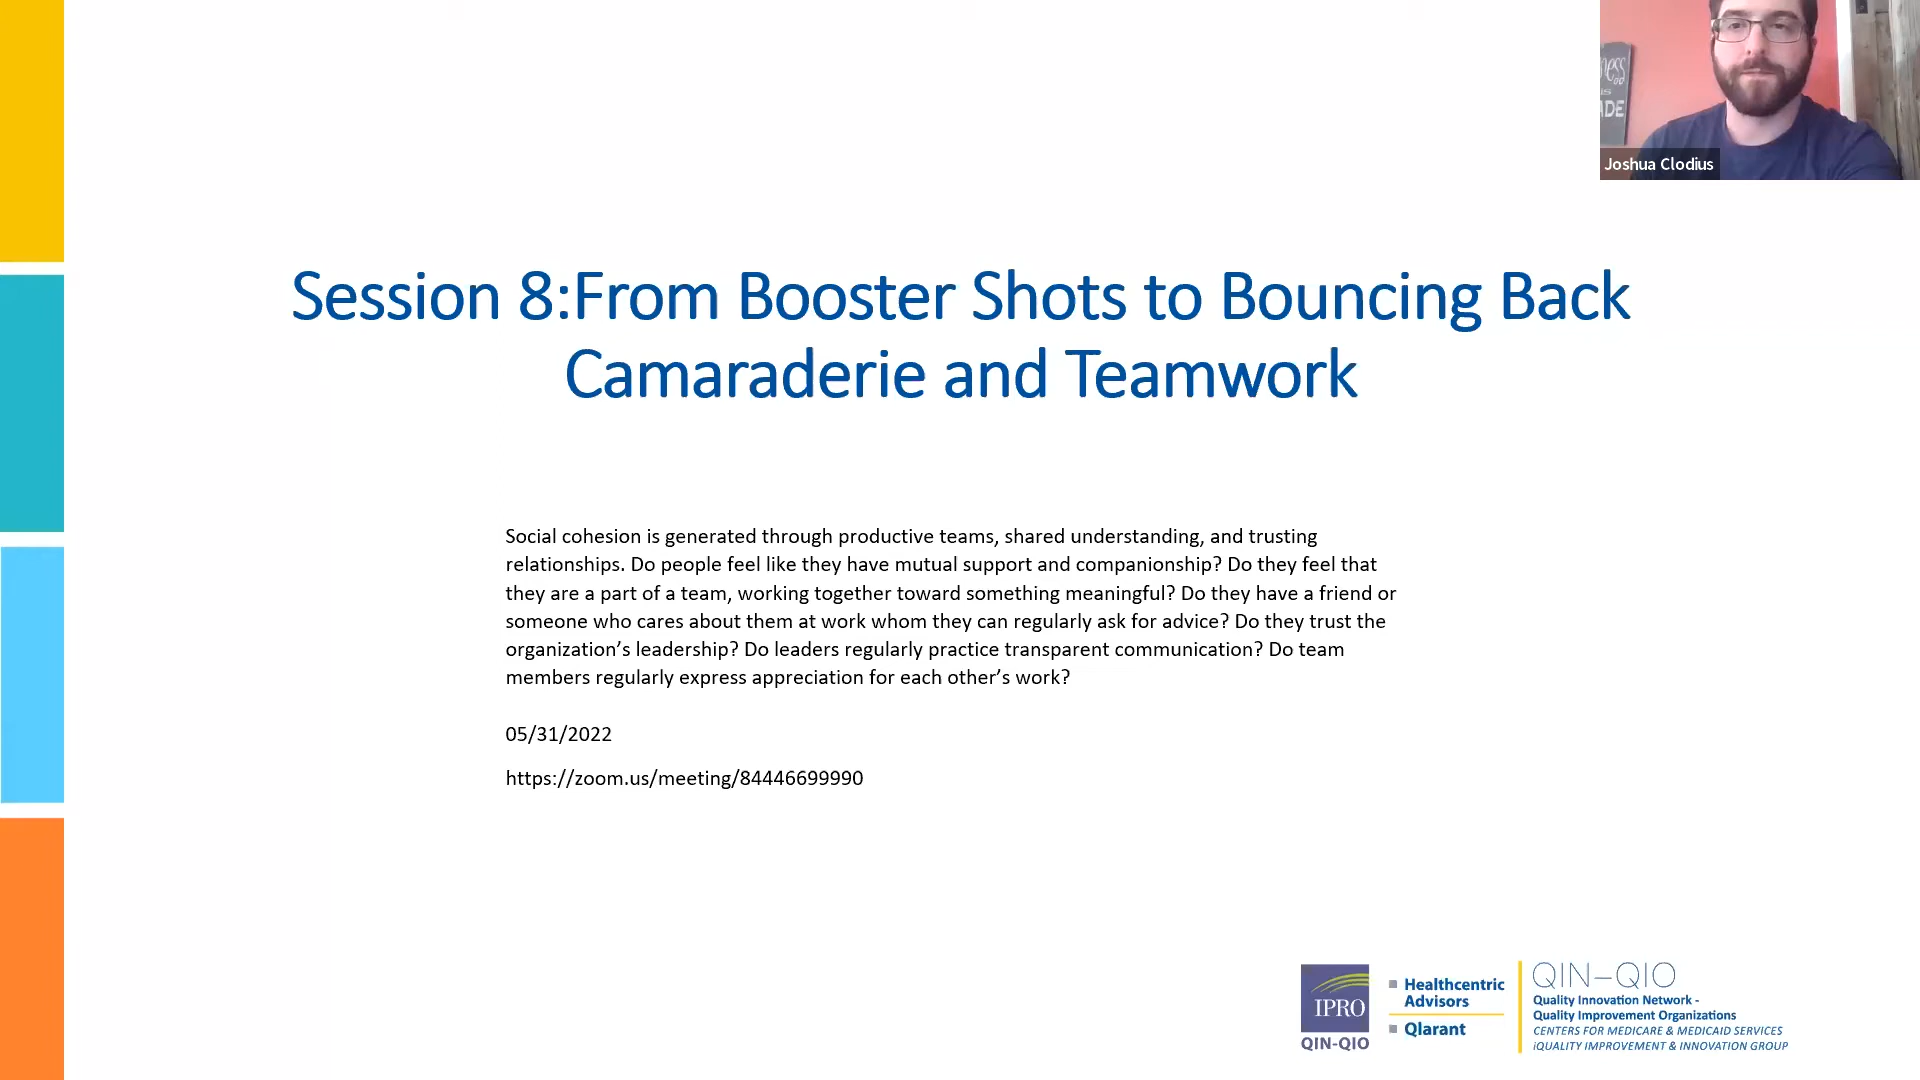 ness
is
ADE
Joshua Clodius
Session 8:From Booster Shots to Bouncing Back
Camaraderie and Teamwork
Social cohesion is generated through productive teams, shared understanding, and trusting
relationships. Do people feel like they have mutual support and companionship? Do they feel that
they are a part of a team, working together toward something meaningful? Do they have a friend or
someone who cares about them at work whom they can regularly ask for advice? Do they trust the
organization’s leadership? Do leaders regularly practice transparent communication? Do team
members regularly express appreciation for each other’s work?
05/31/2022
https://zoom.us/meeting/84446699990
IPRO
QIN-QIO
Healthcentric
Advisors
Qlarant
QIN–QIO
Quality Innovation Network -
Quality Improvement Organizations
CENTERS FOR MEDICARE & MEDICAID SERVICES
iQUALITY IMPROVEMENT & INNOVATION GROUP